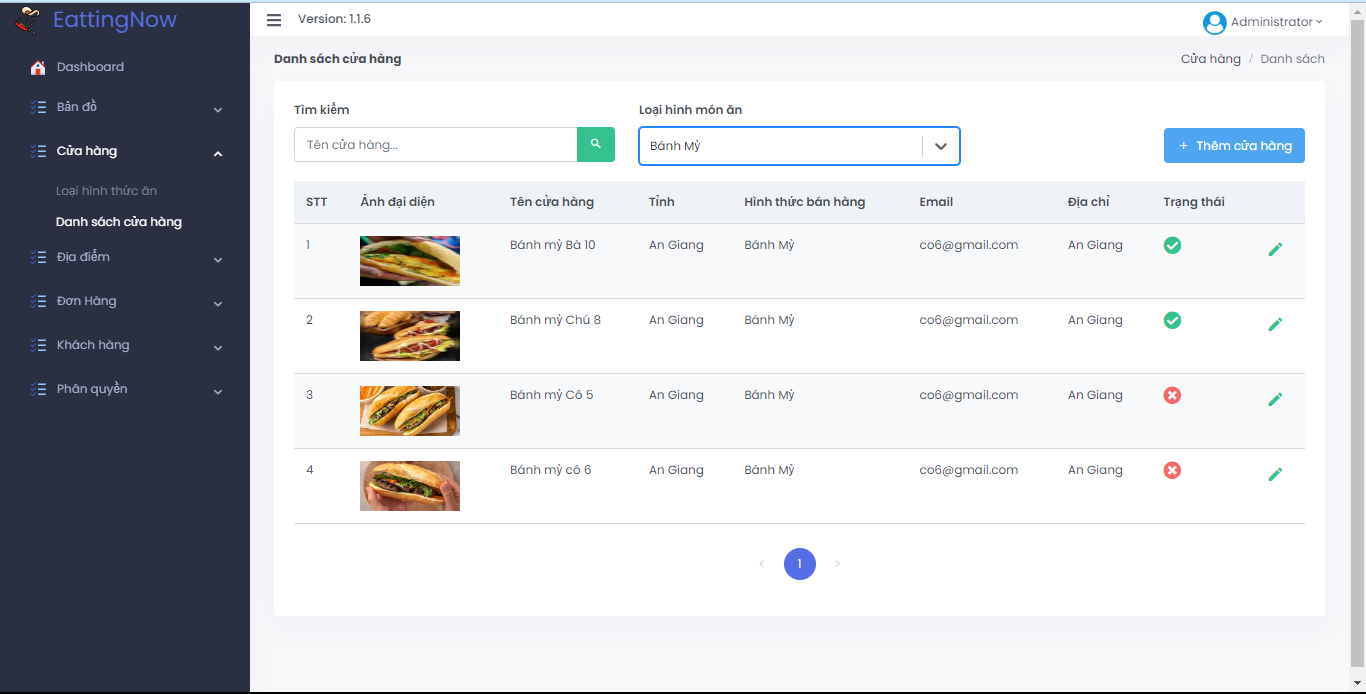 EattingNow
Version: 1.1.6
Administrator
Dashboard
Bản đồ
Cửa hàng
Loại hình thức ăn
Danh sách cửa hàng
Địa điểm
Đơn Hàng
Khách hàng
Phân quyền
Danh sách cửa hàng
Cửa hàng / Danh sách
Tìm kiếm
Loại hình món ăn
Tên cửa hàng...
Bánh Mỳ
+ Thêm cửa hàng
STT Ảnh đại diện Tên cửa hàng Tỉnh Hình thức bán hàng Email Địa chỉ Trạng thái
1 Bánh mỳ Bà 10 An Giang Bánh Mỳ co6@gmail.com An Giang
2 Bánh mỳ Chú 8 An Giang Bánh Mỳ co6@gmail.com An Giang
3 Bánh mỳ Cô 5 An Giang Bánh Mỳ co6@gmail.com An Giang
4 Bánh mỳ cô 6 An Giang Bánh Mỳ co6@gmail.com An Giang
< 1 >